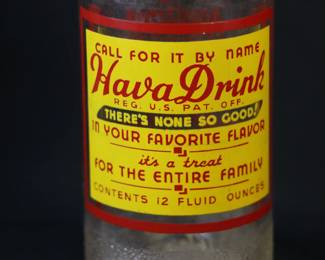 CALL FOR IT BY NAME
Hava Drink
REG. U.S. PAT. OFF.
THERE'S NONE SO GOOD!
IN YOUR FAVORITE FLAVOR
it's a treat
FOR THE ENTIRE FAMILY
CONTENTS 12 FLUID OUNCES